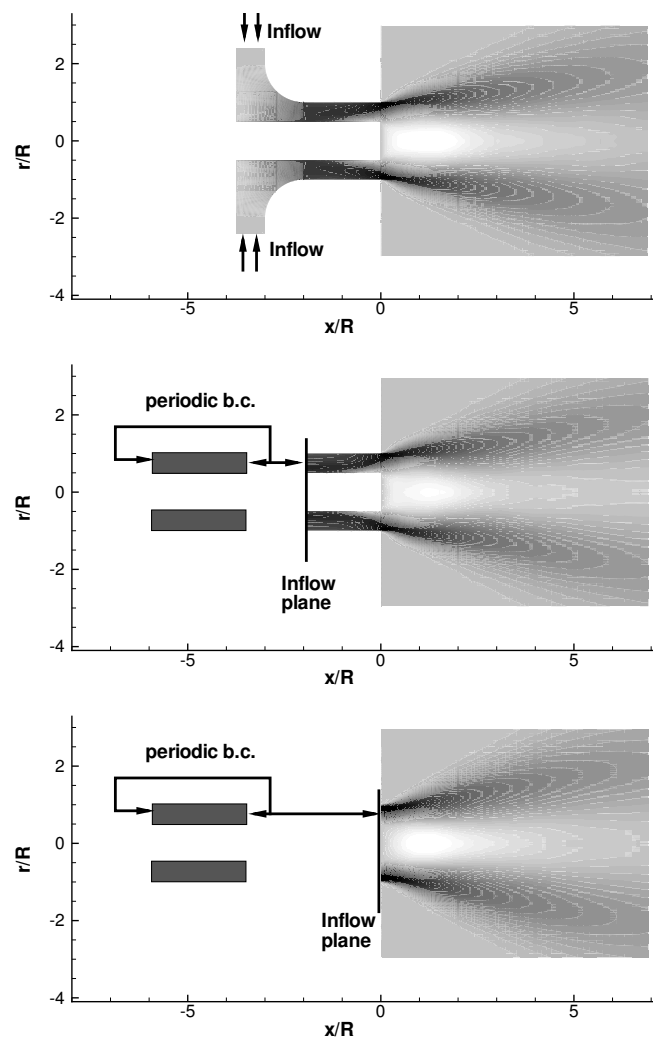 Inflow
2
0
-2
-4
r/R
Inflow
-5
0
5
x/R
periodic b.c.
2
0
-2
-4
r/R
Inflow
plane
-5
0
5
x/R
periodic b.c.
2
0
-2
-4
r/R
Inflow
plane
-5
0
5
x/R